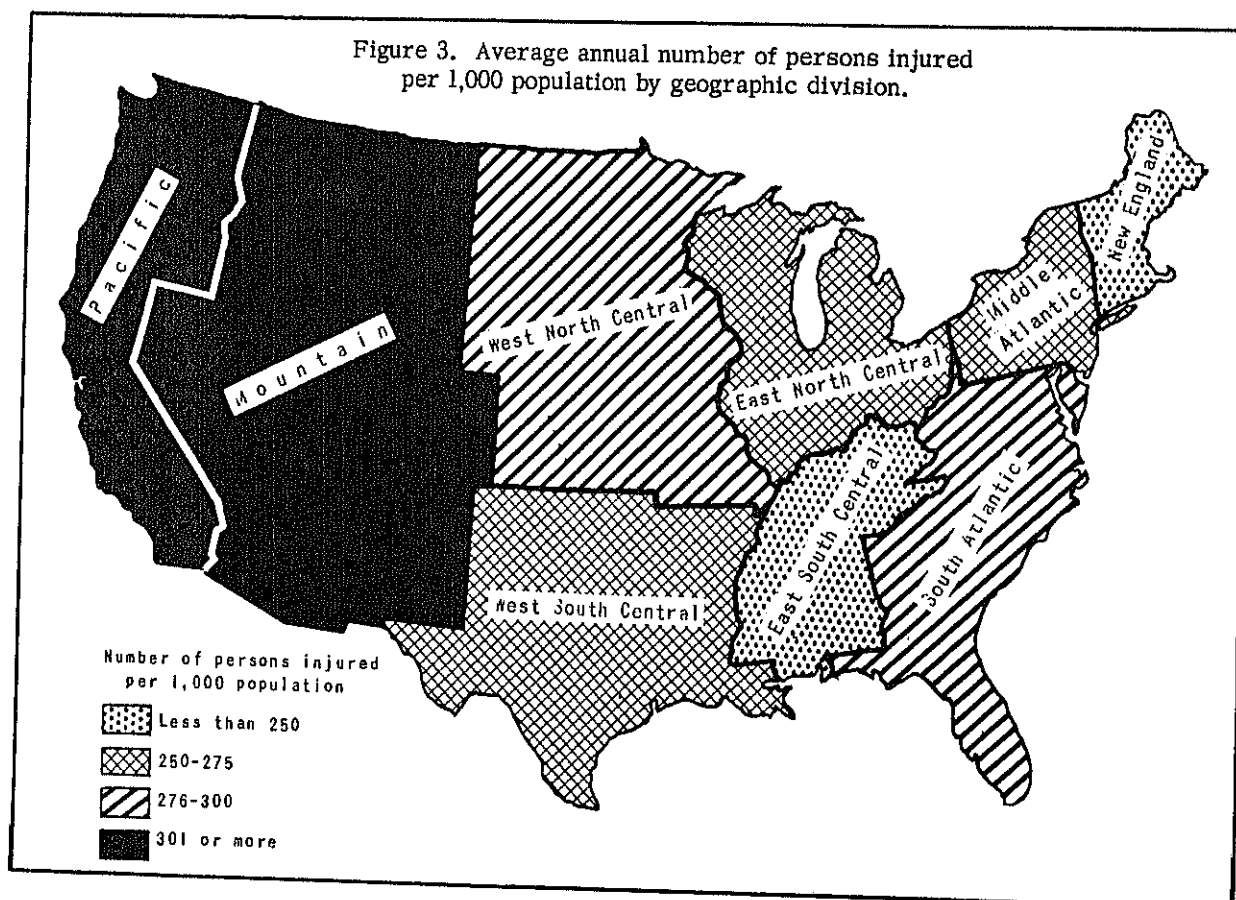 Figure 3. Average annual number of persons injured
per 1,000 population by geographic division.
Pacific
Mountain
West North Central
East North Central
Middle
Atlantic
New England
West South Central
East South Central
South Atlantic
Number of persons injured
per 1,000 population
Less than 250
250-275
276-300
301 or more